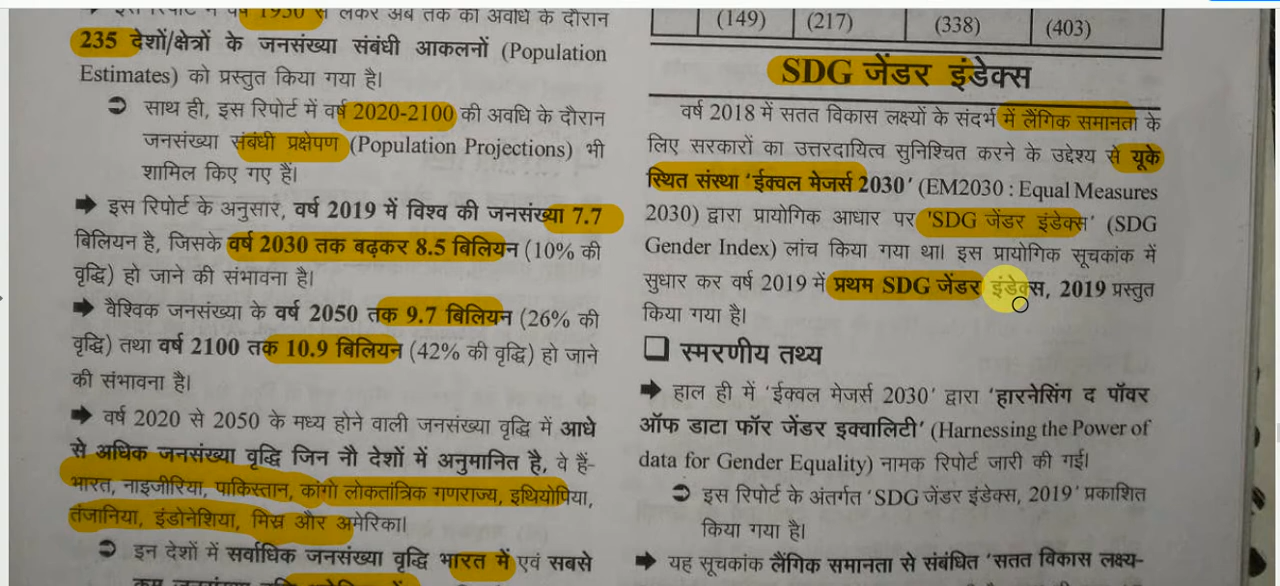 इस रिपोर्ट में वर्ष 1950 से लेकर अब तक की अवधि के दौरान
235 देशों/क्षेत्रों के जनसंख्या संबंधी आकलनों (Population
Estimates) को प्रस्तुत किया गया है।
➲ साथ ही, इस रिपोर्ट में वर्ष 2020-2100 की अवधि के दौरान
जनसंख्या संबंधी प्रक्षेपण (Population Projections) भी
शामिल किए गए हैं।
➡ इस रिपोर्ट के अनुसार, वर्ष 2019 में विश्व की जनसंख्या 7.7
बिलियन है, जिसके वर्ष 2030 तक बढ़कर 8.5 बिलियन (10% की
वृद्धि) हो जाने की संभावना है।
➡ वैश्विक जनसंख्या के वर्ष 2050 तक 9.7 बिलियन (26% की
वृद्धि) तथा वर्ष 2100 तक 10.9 बिलियन (42% की वृद्धि) हो जाने
की संभावना है।
➡ वर्ष 2020 से 2050 के मध्य होने वाली जनसंख्या वृद्धि में आधे
से अधिक जनसंख्या वृद्धि जिन नौ देशों में अनुमानित है, वे हैं-
भारत, नाइजीरिया, पाकिस्तान, कांगो लोकतांत्रिक गणराज्य, इथियोपिया,
तंजानिया, इंडोनेशिया, मिस्र और अमेरिका।
➲ इन देशों में सर्वाधिक जनसंख्या वृद्धि भारत में एवं सबसे
(149) (217) (338) (403)
SDG जेंडर इंडेक्स
वर्ष 2018 में सतत विकास लक्ष्यों के संदर्भ में लैंगिक समानता के
लिए सरकारों का उत्तरदायित्व सुनिश्चित करने के उद्देश्य से यूके
स्थित संस्था 'ईक्वल मेजर्स 2030' (EM2030 : Equal Measures
2030) द्वारा प्रायोगिक आधार पर 'SDG जेंडर इंडेक्स' (SDG
Gender Index) लांच किया गया था। इस प्रायोगिक सूचकांक में
सुधार कर वर्ष 2019 में प्रथम SDG जेंडर इंडेक्स, 2019 प्रस्तुत
किया गया है।
❑ स्मरणीय तथ्य
➡ हाल ही में 'ईक्वल मेजर्स 2030' द्वारा 'हारनेसिंग द पॉवर
ऑफ डाटा फॉर जेंडर इक्वालिटी' (Harnessing the Power of
data for Gender Equality) नामक रिपोर्ट जारी की गई।
➲ इस रिपोर्ट के अंतर्गत 'SDG जेंडर इंडेक्स, 2019' प्रकाशित
किया गया है।
➡ यह सूचकांक लैंगिक समानता से संबंधित 'सतत विकास लक्ष्य-